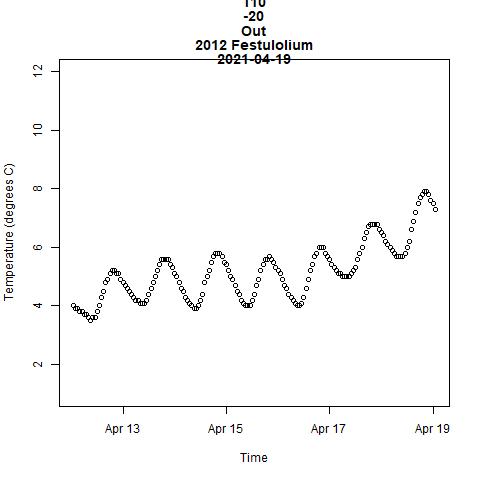 110
-20
Out
2012 Festulolium
2021-04-19
12
10
8
6
4
2
Temperature (degrees C)
Apr 13
Apr 15
Apr 17
Apr 19
Time